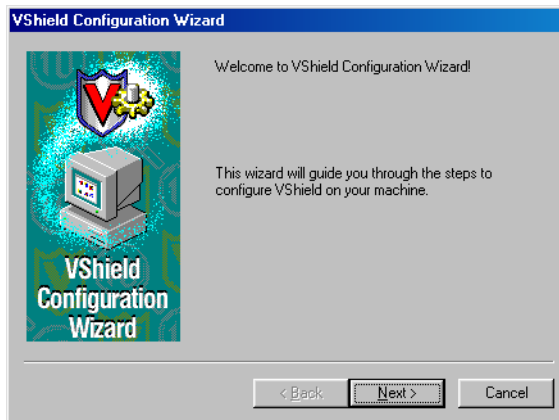 VShield Configuration Wizard
Welcome to VShield Configuration Wizard!
This wizard will guide you through the steps to
configure VShield on your machine.
VShield
Configuration
Wizard
< Back
Next >
Cancel